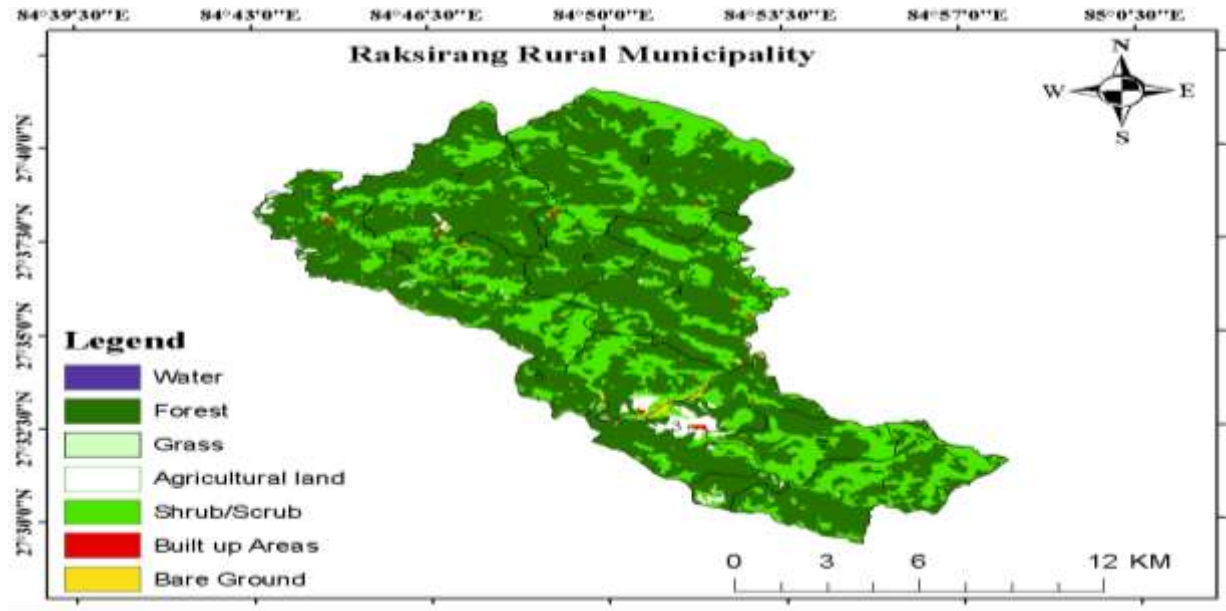 84°39'30"E 84°43'0"E 84°46'30"E 84°50'0"E 84°53'30"E 84°57'0"E 85°0'30"E
Raksirang Rural Municipality
N
W E
S
27°40'0"N
27°37'30"N
27°35'0"N
27°32'30"N
27°30'0"N
Legend
Water
Forest
Grass
Agricultural land
Shrub/Scrub
Built up Areas
Bare Ground
0 3 6 12 KM